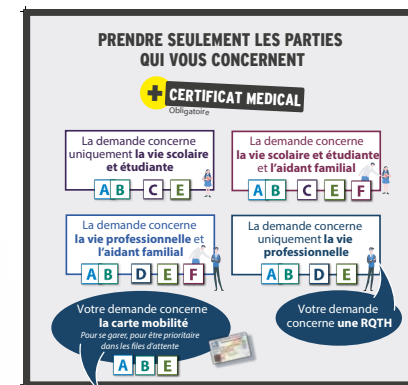 PRENDRE SEULEMENT LES PARTIES
QUI VOUS CONCERNENT
+ CERTIFICAT MEDICAL
Obligatoire
La demande concerne
uniquement la vie scolaire
et étudiante
A B C E
La demande concerne
la vie scolaire et étudiante
et l'aidant familial
A B C E F
La demande concerne
la vie professionnelle et
l'aidant familial
A B D E F
La demande concerne
uniquement la vie
professionnelle
A B D E
Votre demande concerne
la carte mobilité
Pour se garer, pour être prioritaire
dans les files d'attente
A B E
Votre demande
concerne une RQTH